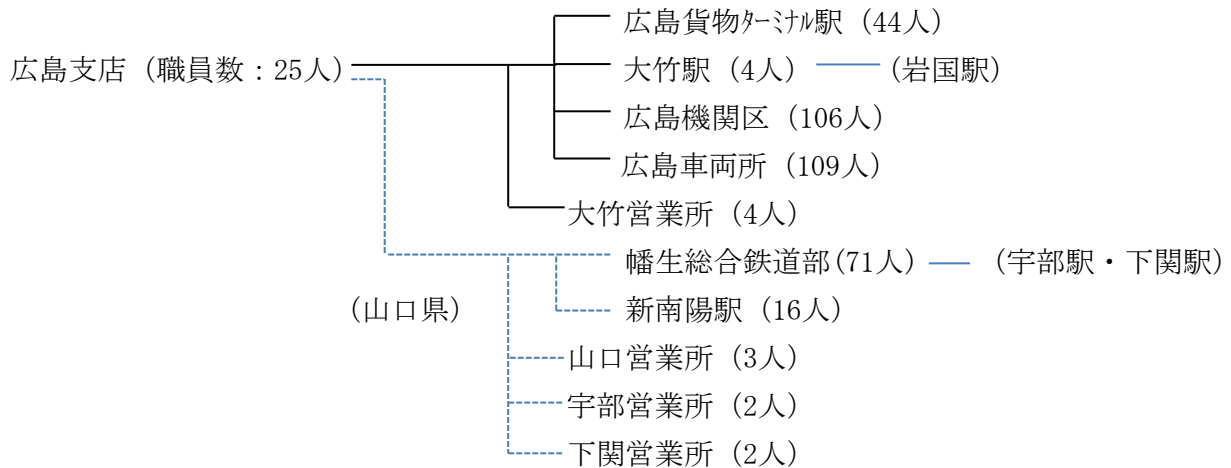 広島貨物ﾀｰﾐﾅﾙ駅（44人）
広島支店（職員数：25人）
大竹駅（4人）
（岩国駅）
広島機関区（106人）
広島車両所（109人）
大竹営業所（4人）
幡生総合鉄道部(71人)
（宇部駅・下関駅）
（山口県）
新南陽駅（16人）
山口営業所（3人）
宇部営業所（2人）
下関営業所（2人）